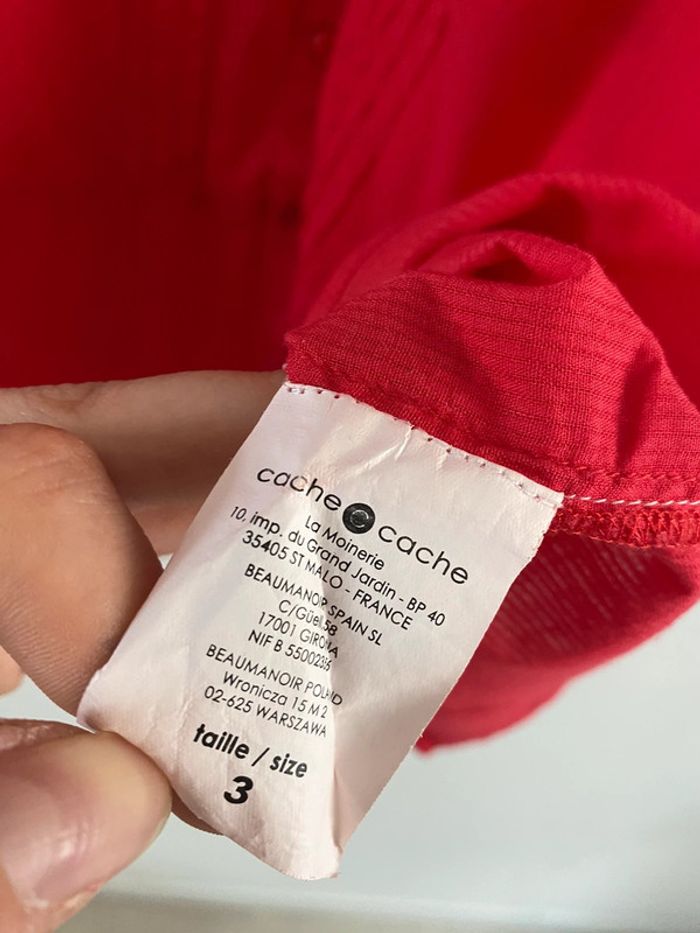 cache cache
La Moinerie
10, imp. du Grand Jardin - BP 40
35405 ST MALO - FRANCE
BEAUMANOIR SPAIN SL
C/Güell 58
17001 GIRONA
NIF B
BEAUMANOIR POLAND
Wronicza 15 M 2
02-625 WARSZAWA
taille / size
3